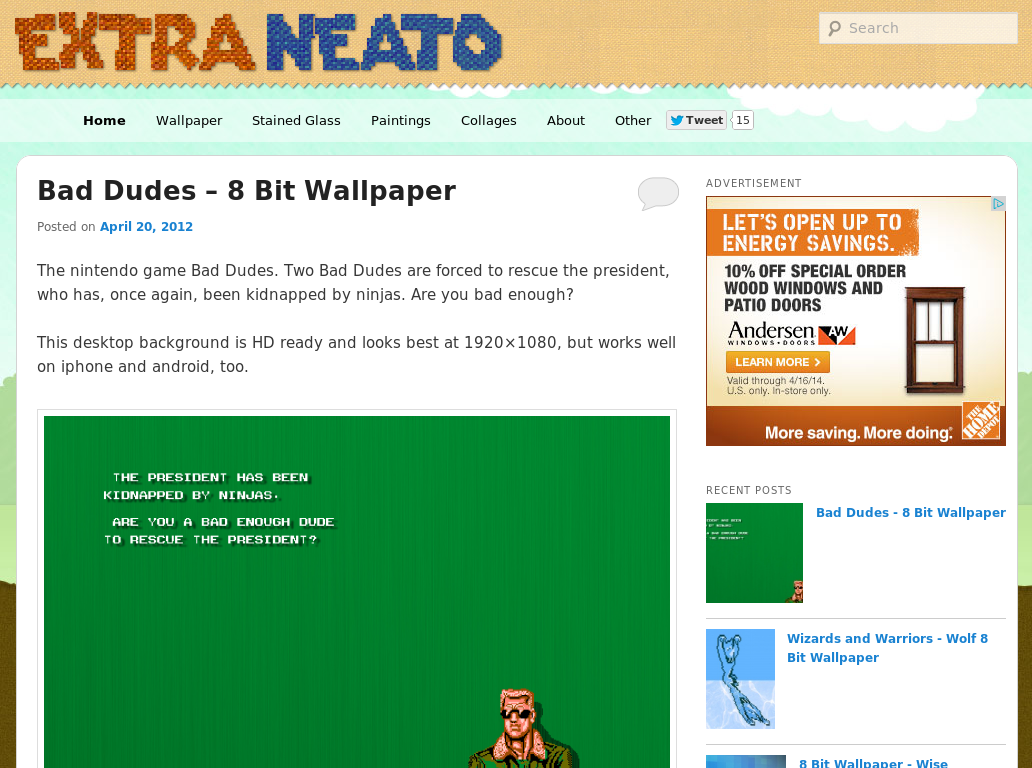 EXTRA NEATO
Search
Home Wallpaper Stained Glass Paintings Collages About Other Tweet 15
Bad Dudes – 8 Bit Wallpaper
Posted on April 20, 2012
The nintendo game Bad Dudes. Two Bad Dudes are forced to rescue the president,
who has, once again, been kidnapped by ninjas. Are you bad enough?
This desktop background is HD ready and looks best at 1920×1080, but works well
on iphone and android, too.
THE PRESIDENT HAS BEEN
KIDNAPPED BY NINJAS.
ARE YOU A BAD ENOUGH DUDE
TO RESCUE THE PRESIDENT?
ADVERTISEMENT
LET'S OPEN UP TO
ENERGY SAVINGS.
10% OFF SPECIAL ORDER
WOOD WINDOWS AND
PATIO DOORS
Andersen AW
WINDOWS • DOORS
LEARN MORE >
Valid through 4/16/14.
U.S. only. In-store only.
THE HOME DEPOT
More saving. More doing.
RECENT POSTS
Bad Dudes - 8 Bit Wallpaper
Wizards and Warriors - Wolf 8
Bit Wallpaper
8 Bit Wallpaper - Wise